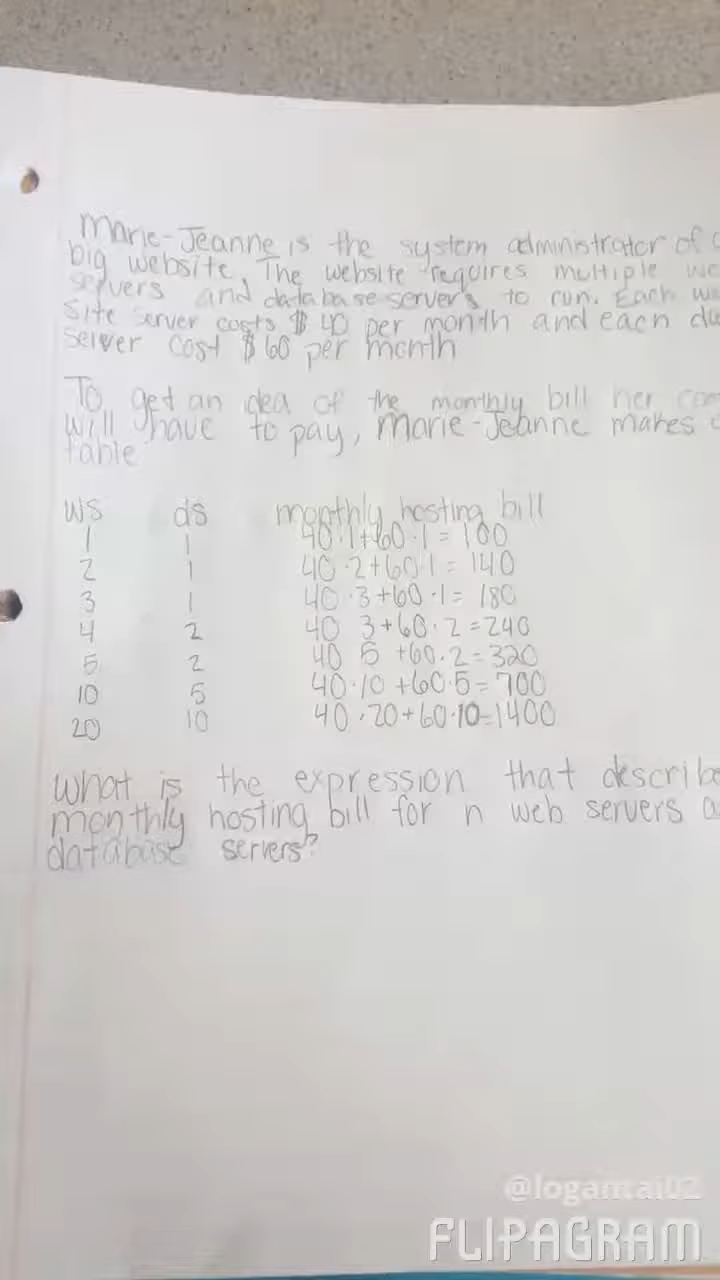 Marie-Jeanne is the system administrator of
big website. The website requires multiple we
servers and database servers to run. Each w
site server costs $40 per month and each da
server cost $60 per month
To get an idea of the monthly bill her com
will have to pay, Marie-Jeanne makes a
table
ws ds monthly hosting bill
1 1 40·1+60·1=100
2 1 40·2+60·1=140
3 1 40·3+60·1=180
4 2 40 3+60·2=240
5 2 40 5 +60·2=320
10 5 40·10+60·5=700
20 10 40·20+60·10=1400
What is the expression that describe
monthly hosting bill for n web servers a
database servers?
@logantai02
FLIPAGRAM